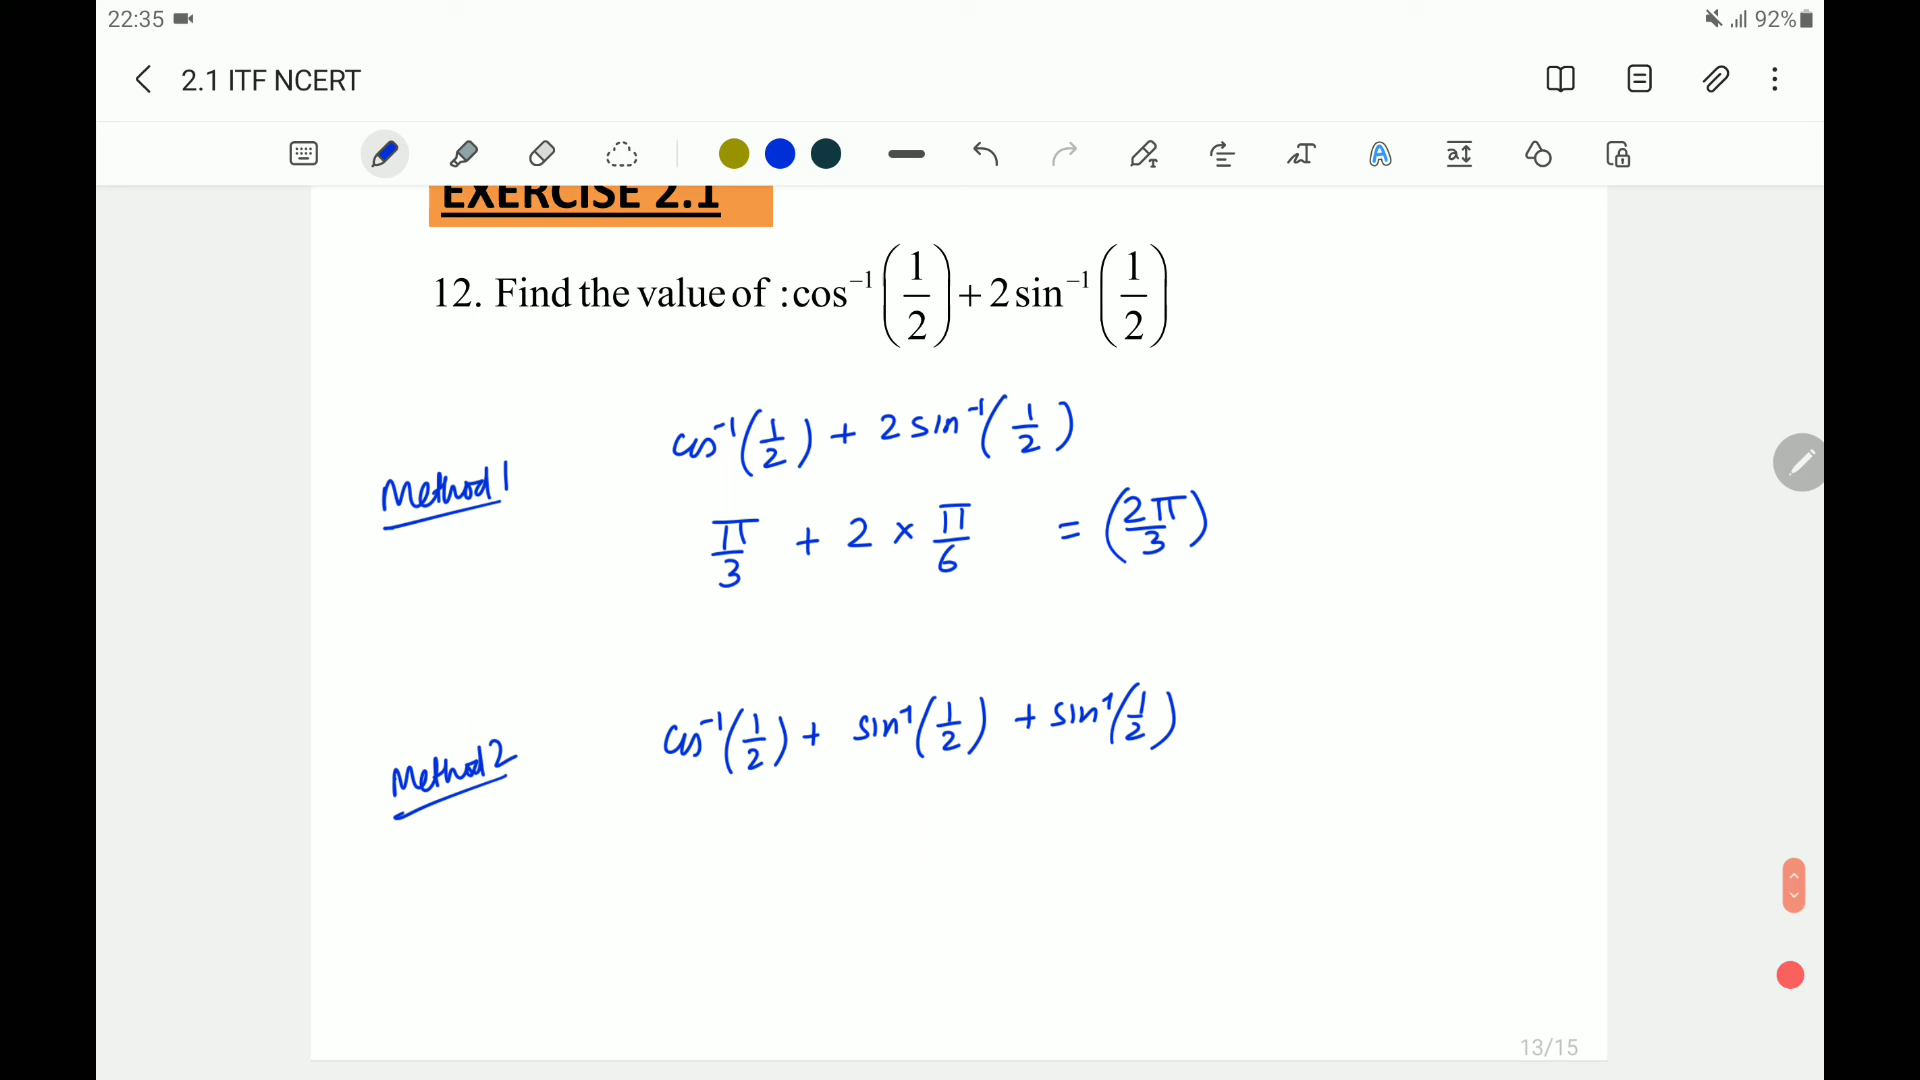 22:35 92%
2.1 ITF NCERT
EXERCISE 2.1
12. Find the value of : cos⁻¹(1/2) + 2 sin⁻¹(1/2)
cos⁻¹(1/2) + 2 sin⁻¹(1/2)
Method 1
π/3 + 2 × π/6 = (2π/3)
cos⁻¹(1/2) + sin⁻¹(1/2) + sin⁻¹(1/2)
Method 2
13/15